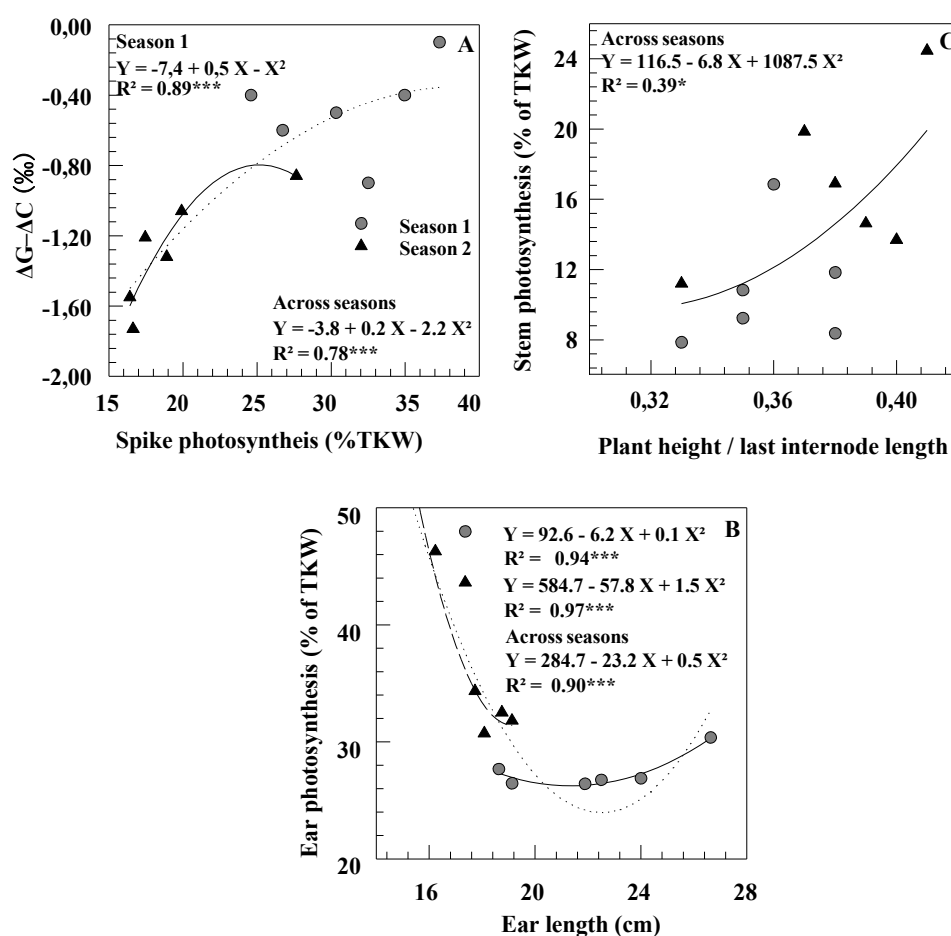 A
Season 1
Y = -7,4 + 0,5 X - X²
R² = 0.89***
Season 1
Season 2
Across seasons
Y = -3.8 + 0.2 X - 2.2 X²
R² = 0.78***
0,00
-0,40
-0,80
-1,20
-1,60
-2,00
ΔG–ΔC (‰)
15 20 25 30 35 40
Spike photosyntheis (%TKW)
C
Across seasons
Y = 116.5 - 6.8 X + 1087.5 X²
R² = 0.39*
24
20
16
12
8
Stem photosynthesis (% of TKW)
0,32 0,36 0,40
Plant height / last internode length
B
Y = 92.6 - 6.2 X + 0.1 X²
R² = 0.94***
Y = 584.7 - 57.8 X + 1.5 X²
R² = 0.97***
Across seasons
Y = 284.7 - 23.2 X + 0.5 X²
R² = 0.90***
50
40
30
20
Ear photosynthesis (% of TKW)
16 20 24 28
Ear length (cm)